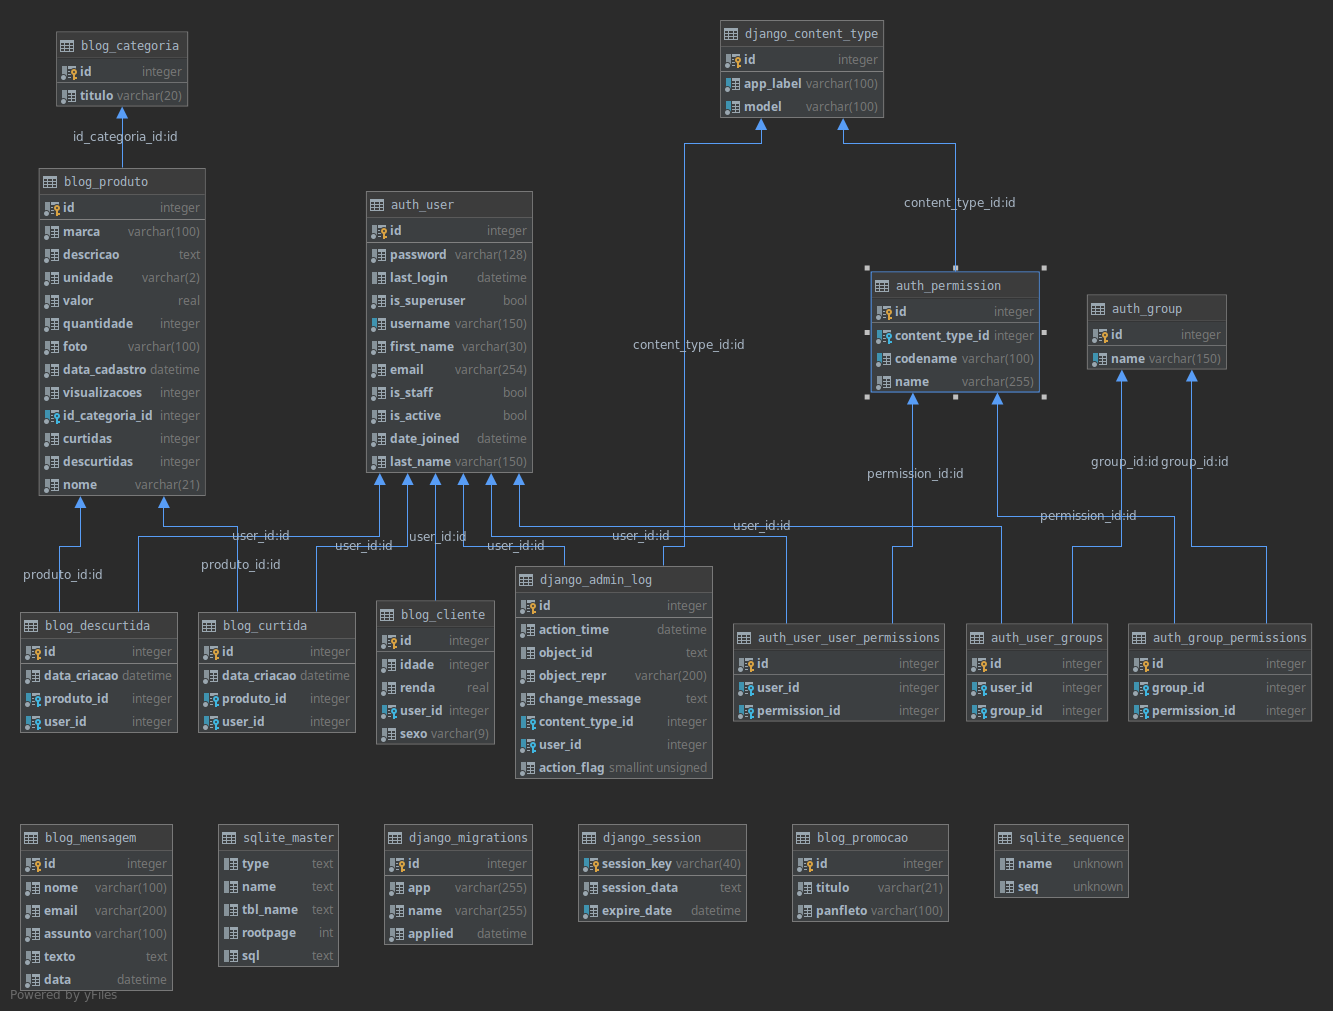 blog_categoria
id integer
titulo varchar(20)
id_categoria_id:id
blog_produto
id integer
marca varchar(100)
descricao text
unidade varchar(2)
valor real
quantidade integer
foto varchar(100)
data_cadastro datetime
visualizacoes integer
id_categoria_id integer
curtidas integer
descurtidas integer
nome varchar(21)
auth_user
id integer
password varchar(128)
last_login datetime
is_superuser bool
username varchar(150)
first_name varchar(30)
email varchar(254)
is_staff bool
is_active bool
date_joined datetime
last_name varchar(150)
django_content_type
id integer
app_label varchar(100)
model varchar(100)
content_type_id:id
content_type_id:id
auth_permission
id integer
content_type_id integer
codename varchar(100)
name varchar(255)
auth_group
id integer
name varchar(150)
permission_id:id
group_id:id
group_id:id
permission_id:id
user_id:id
user_id:id
user_id:id
user_id:id
user_id:id
user_id:id
produto_id:id
produto_id:id
blog_descurtida
id integer
data_criacao datetime
produto_id integer
user_id integer
blog_curtida
id integer
data_criacao datetime
produto_id integer
user_id integer
blog_cliente
id integer
idade integer
renda real
user_id integer
sexo varchar(9)
django_admin_log
id integer
action_time datetime
object_id text
object_repr varchar(200)
change_message text
content_type_id integer
user_id integer
action_flag smallint unsigned
auth_user_user_permissions
id integer
user_id integer
permission_id integer
auth_user_groups
id integer
user_id integer
group_id integer
auth_group_permissions
id integer
group_id integer
permission_id integer
blog_mensagem
id integer
nome varchar(100)
email varchar(200)
assunto varchar(100)
texto text
data datetime
sqlite_master
type text
name text
tbl_name text
rootpage int
sql text
django_migrations
id integer
app varchar(255)
name varchar(255)
applied datetime
django_session
session_key varchar(40)
session_data text
expire_date datetime
blog_promocao
id integer
titulo varchar(21)
panfleto varchar(100)
sqlite_sequence
name unknown
seq unknown
Powered by yFiles